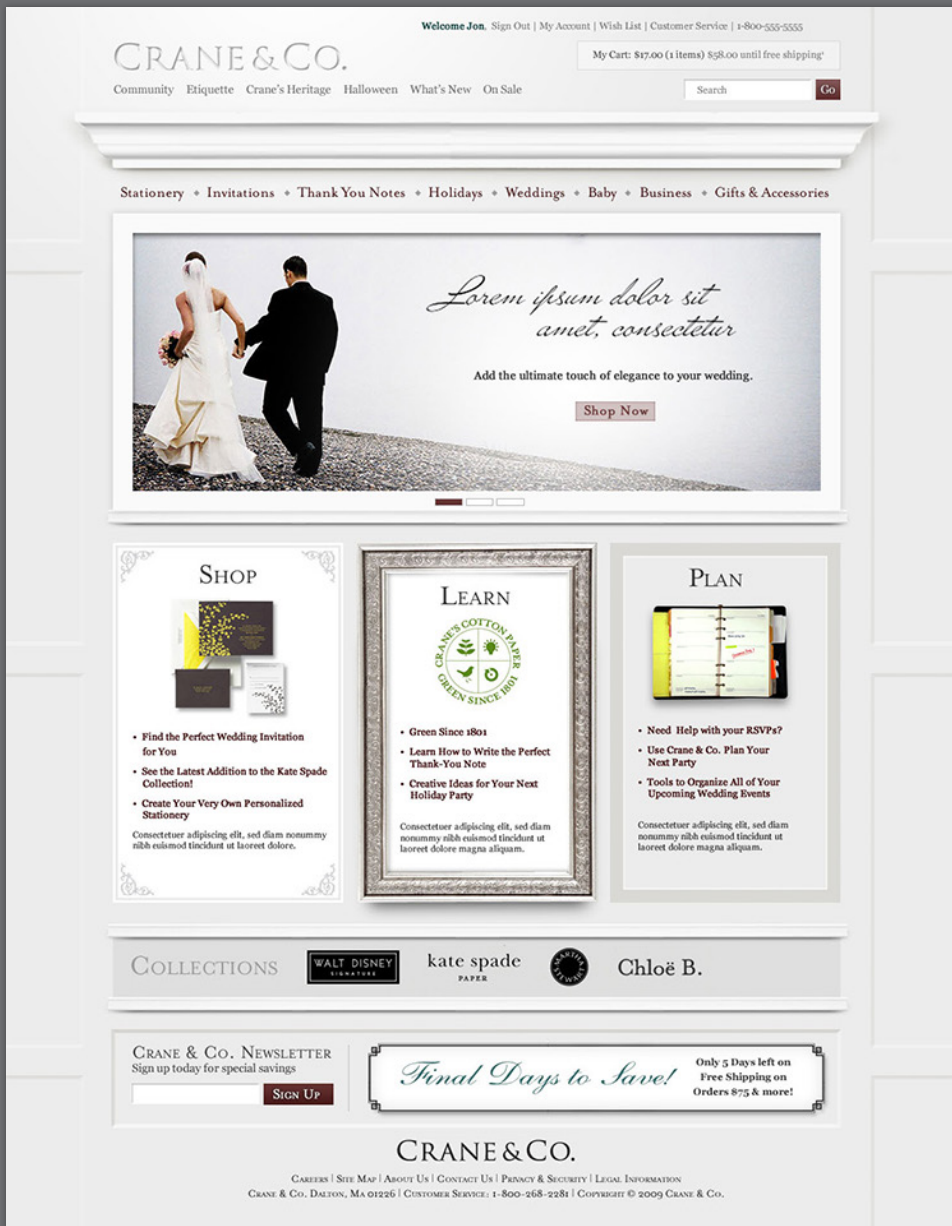 Welcome Jon, Sign Out | My Account | Wish List | Customer Service | 1-800-555-5555
CRANE & CO.
My Cart: $17.00 (1 items) $58.00 until free shipping
Community Etiquette Crane's Heritage Halloween What's New On Sale
Search Go
Stationery Invitations Thank You Notes Holidays Weddings Baby Business Gifts & Accessories
Lorem ipsum dolor sit
amet, consectetur
Add the ultimate touch of elegance to your wedding.
Shop Now
SHOP
• Find the Perfect Wedding Invitation
for You
• See the Latest Addition to the Kate Spade
Collection!
• Create Your Very Own Personalized
Stationery
Consectetuer adipiscing elit, sed diam nonummy
nibh euismod tincidunt ut laoreet dolore.
LEARN
CRANE'S COTTON PAPER
GREEN SINCE 1801
• Green Since 1801
• Learn How to Write the Perfect
Thank-You Note
• Creative Ideas for Your Next
Holiday Party
Consectetuer adipiscing elit, sed diam
nonummy nibh euismod tincidunt ut
laoreet dolore magna aliquam.
PLAN
• Need Help with your RSVPs?
• Use Crane & Co. Plan Your
Next Party
• Tools to Organize All of Your
Upcoming Wedding Events
Consectetuer adipiscing elit, sed diam
nonummy nibh euismod tincidunt ut
laoreet dolore magna aliquam.
COLLECTIONS
WALT DISNEY
SIGNATURE
kate spade
PAPER
MARTHA
STEWART
Chloë B.
CRANE & CO. NEWSLETTER
Sign up today for special savings
SIGN UP
Final Days to Save!
Only 5 Days left on
Free Shipping on
Orders $75 & more!
CRANE & CO.
CAREERS | SITE MAP | ABOUT US | CONTACT US | PRIVACY & SECURITY | LEGAL INFORMATION
CRANE & CO. DALTON, MA 01226 | CUSTOMER SERVICE: 1-800-268-2281 | COPYRIGHT © 2009 CRANE & CO.